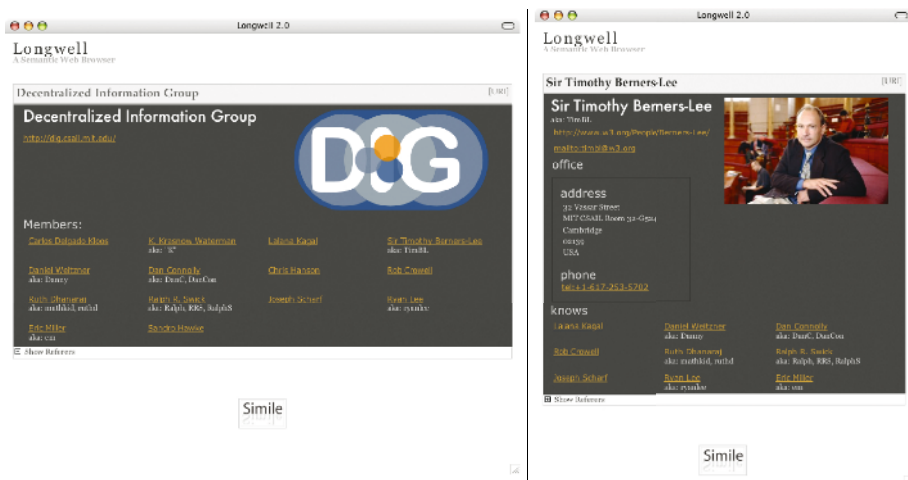 Longwell 2.0
Longwell
A Semantic Web Browser
Decentralized Information Group [URI]
Decentralized Information Group
http://dig.csail.mit.edu/
DIG
Members:
Carlos Delgado Kloos K. Krasnow Waterman Lalana Kagal Sir Timothy Berners-Lee
aka: "K" aka: TimBL
Daniel Weitzner Dan Connolly Chris Hanson Rob Crowell
aka: Danny aka: DanC, DanCon
Ruth Dhanaraj Ralph R. Swick Joseph Scharf Ryan Lee
aka: methkid, ruthd aka: Ralph, RRS, RalphS aka: ryanlee
Eric Miller Sandro Hawke
aka: em
Show Referers
Simile
Longwell 2.0
Longwell
A Semantic Web Browser
Sir Timothy Berners-Lee [URI]
Sir Timothy Berners-Lee
aka: TimBL
http://www.w3.org/People/Berners-Lee/
mailto:timbl@w3.org
office
address
32 Vassar Street
MIT CSAIL Room 32-G524
Cambridge
02139
USA
phone
tel:+1-617-253-5702
knows
Lalana Kagal Daniel Weitzner Dan Connolly
aka: Danny aka: DanC, DanCon
Rob Crowell Ruth Dhanaraj Ralph R. Swick
aka: methkid, ruthd aka: Ralph, RRS, RalphS
Joseph Scharf Ryan Lee Eric Miller
aka: ryanlee aka: em
Show Referers
Simile